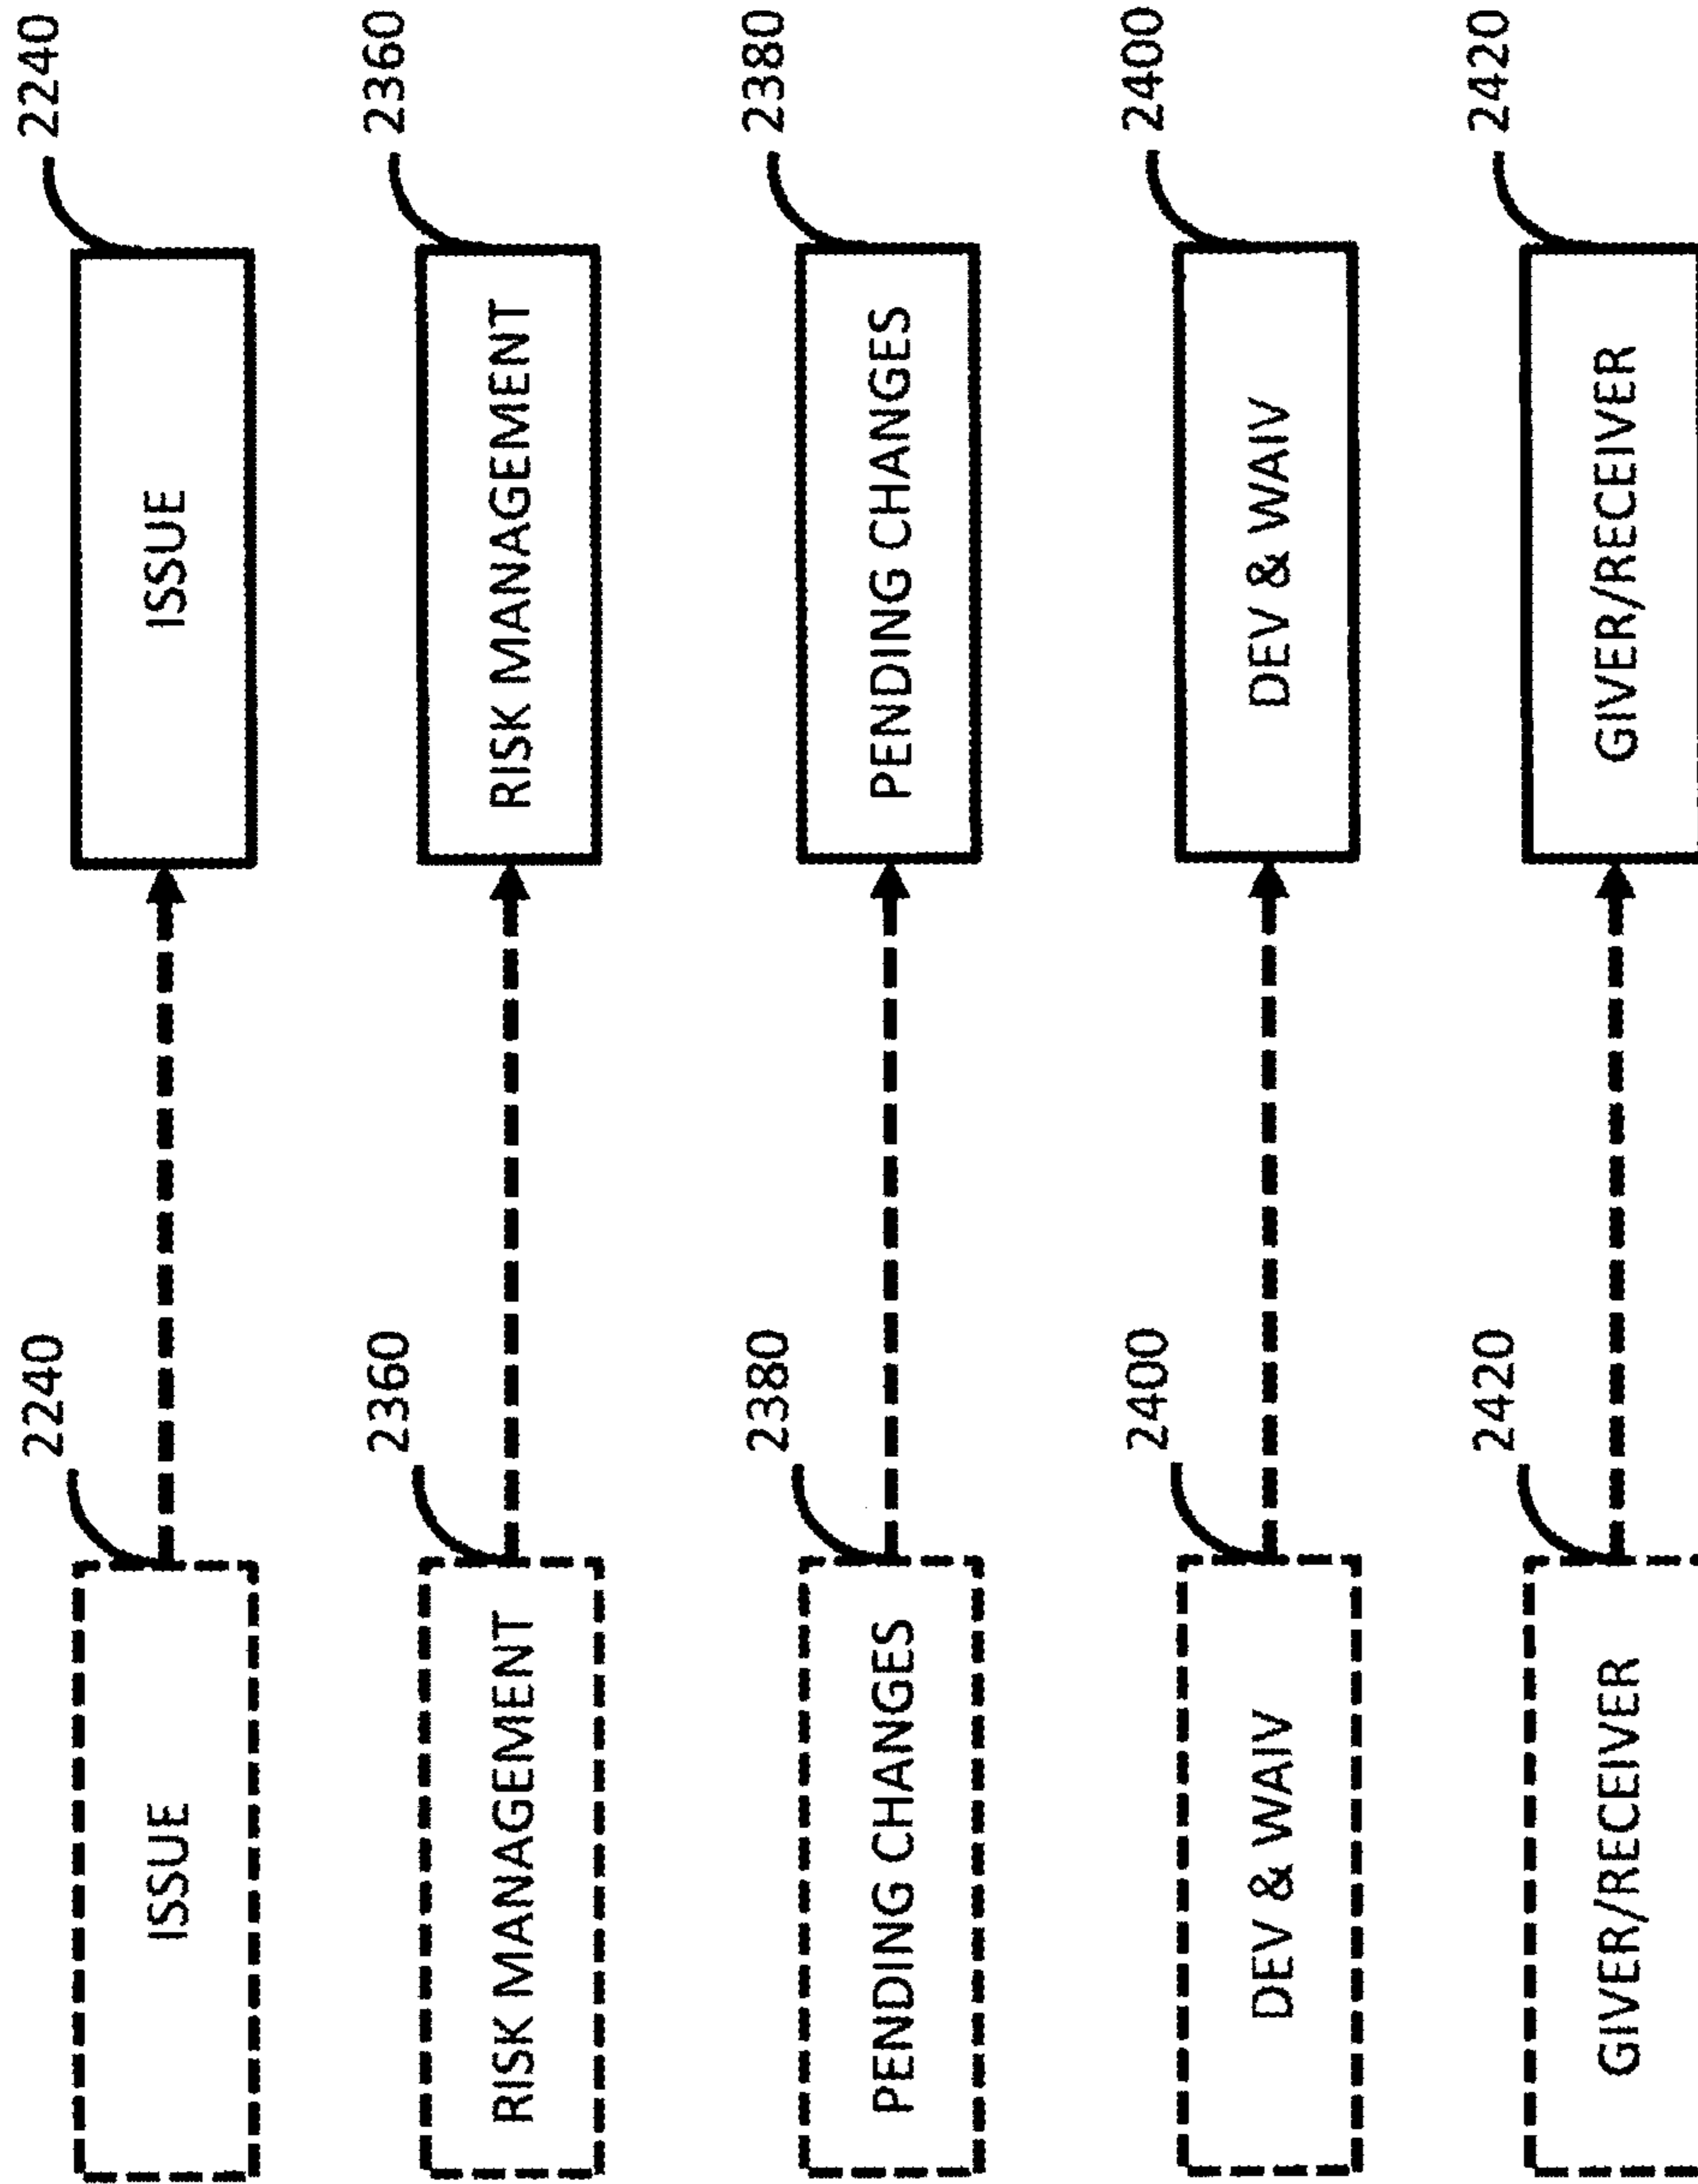 2240
2240
ISSUE
ISSUE
2360
2360
RISK MANAGEMENT
RISK MANAGEMENT
2380
2380
PENDING CHANGES
PENDING CHANGES
2400
2400
DEV & WAIV
DEV & WAIV
2420
2420
GIVER/RECEIVER
GIVER/RECEIVER